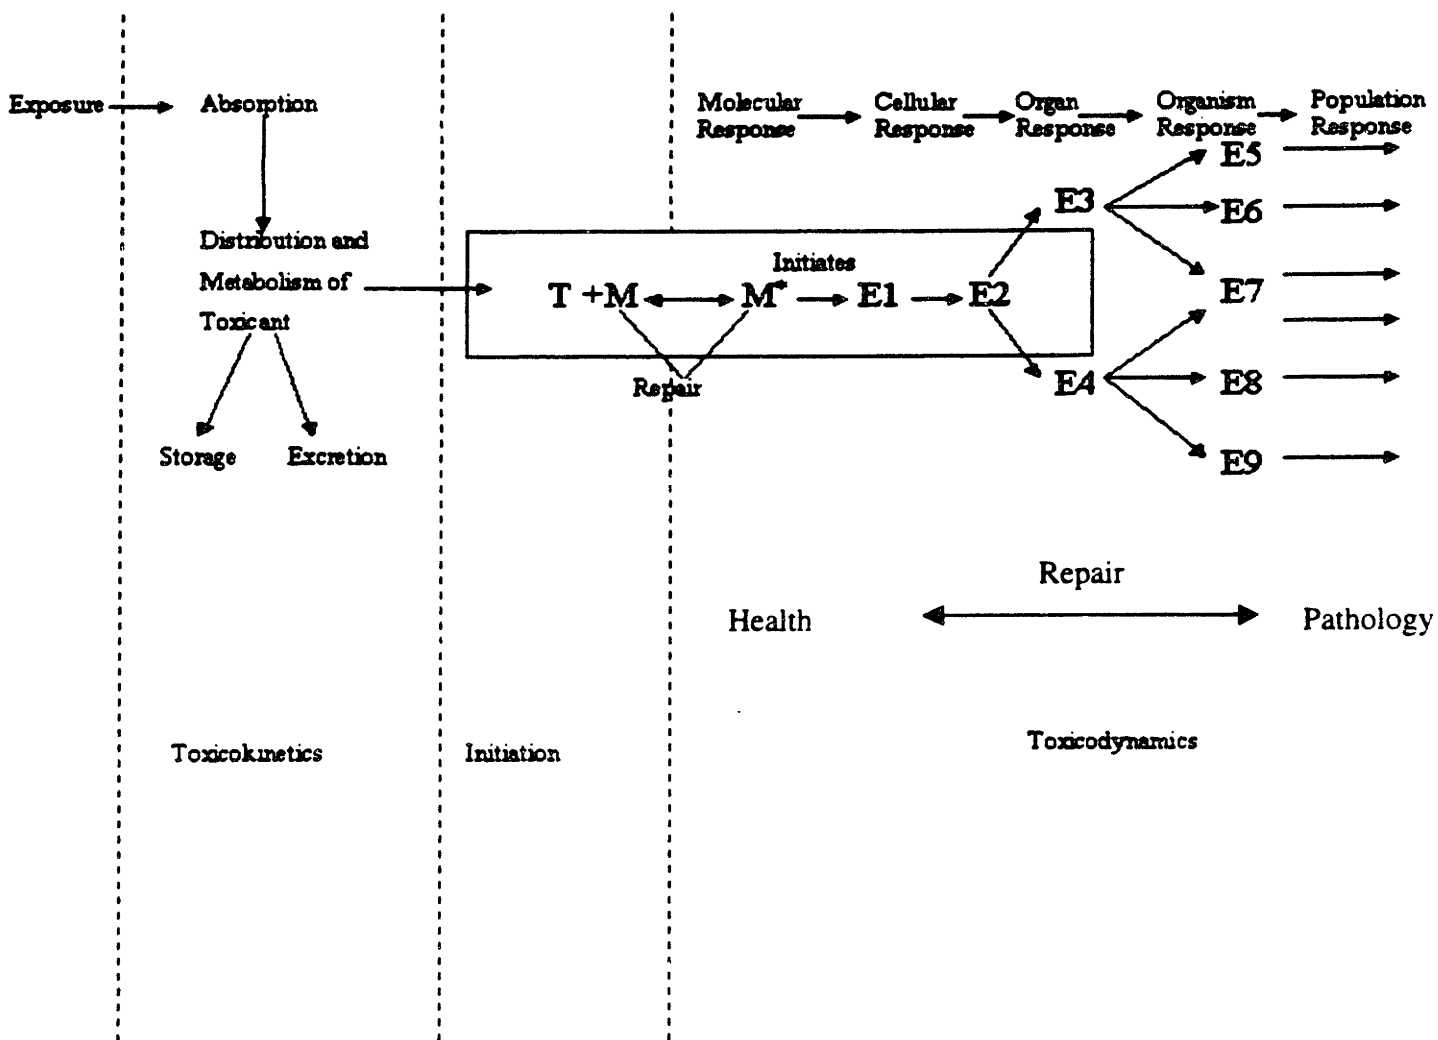 Exposure
Absorption
Distribution and
Metabolism of
Toxicant
Storage
Excretion
Molecular
Response
Cellular
Response
Organ
Response
Organism
Response
Population
Response
Initiates
T + M
M*
E1
E2
Repair
E3
E4
E5
E6
E7
E8
E9
Repair
Health
Pathology
Toxicokinetics
Initiation
Toxicodynamics